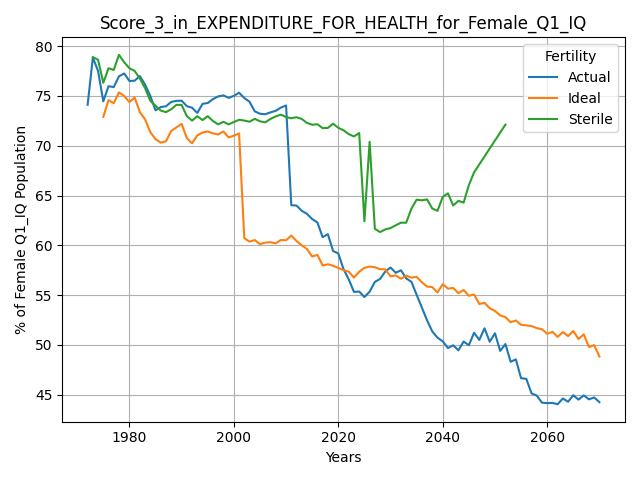 Score_3_in_EXPENDITURE_FOR_HEALTH_for_Female_Q1_IQ
% of Female Q1_IQ Population
80
75
70
65
60
55
50
45
Fertility
Actual
Ideal
Sterile
1980 2000 2020 2040 2060
Years